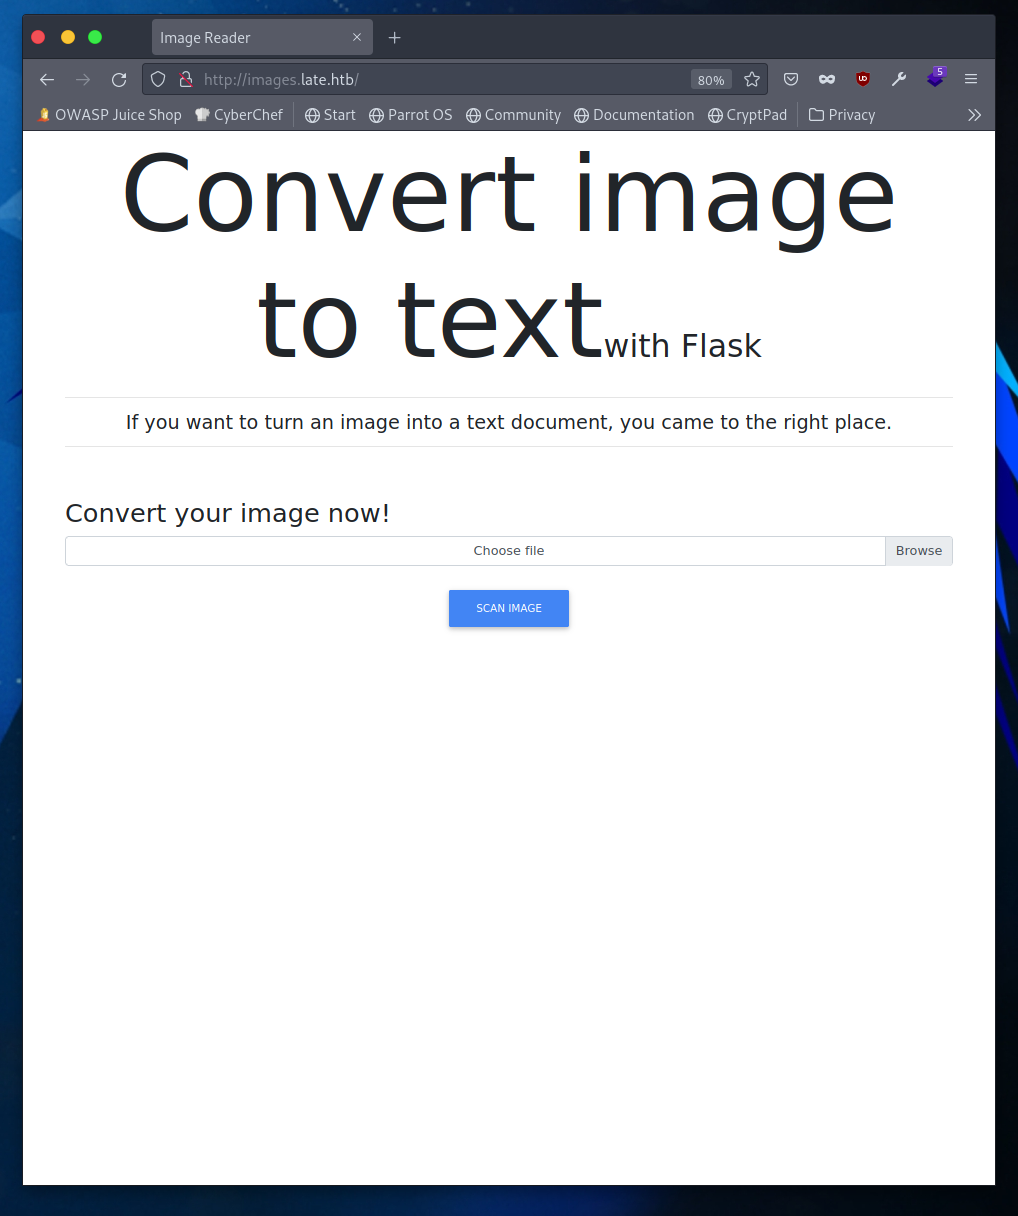 Image Reader
http://images.late.htb/
80%
5
OWASP Juice Shop CyberChef Start Parrot OS Community Documentation CryptPad Privacy
Convert image
to text with Flask
If you want to turn an image into a text document, you came to the right place.
Convert your image now!
Choose file Browse
SCAN IMAGE